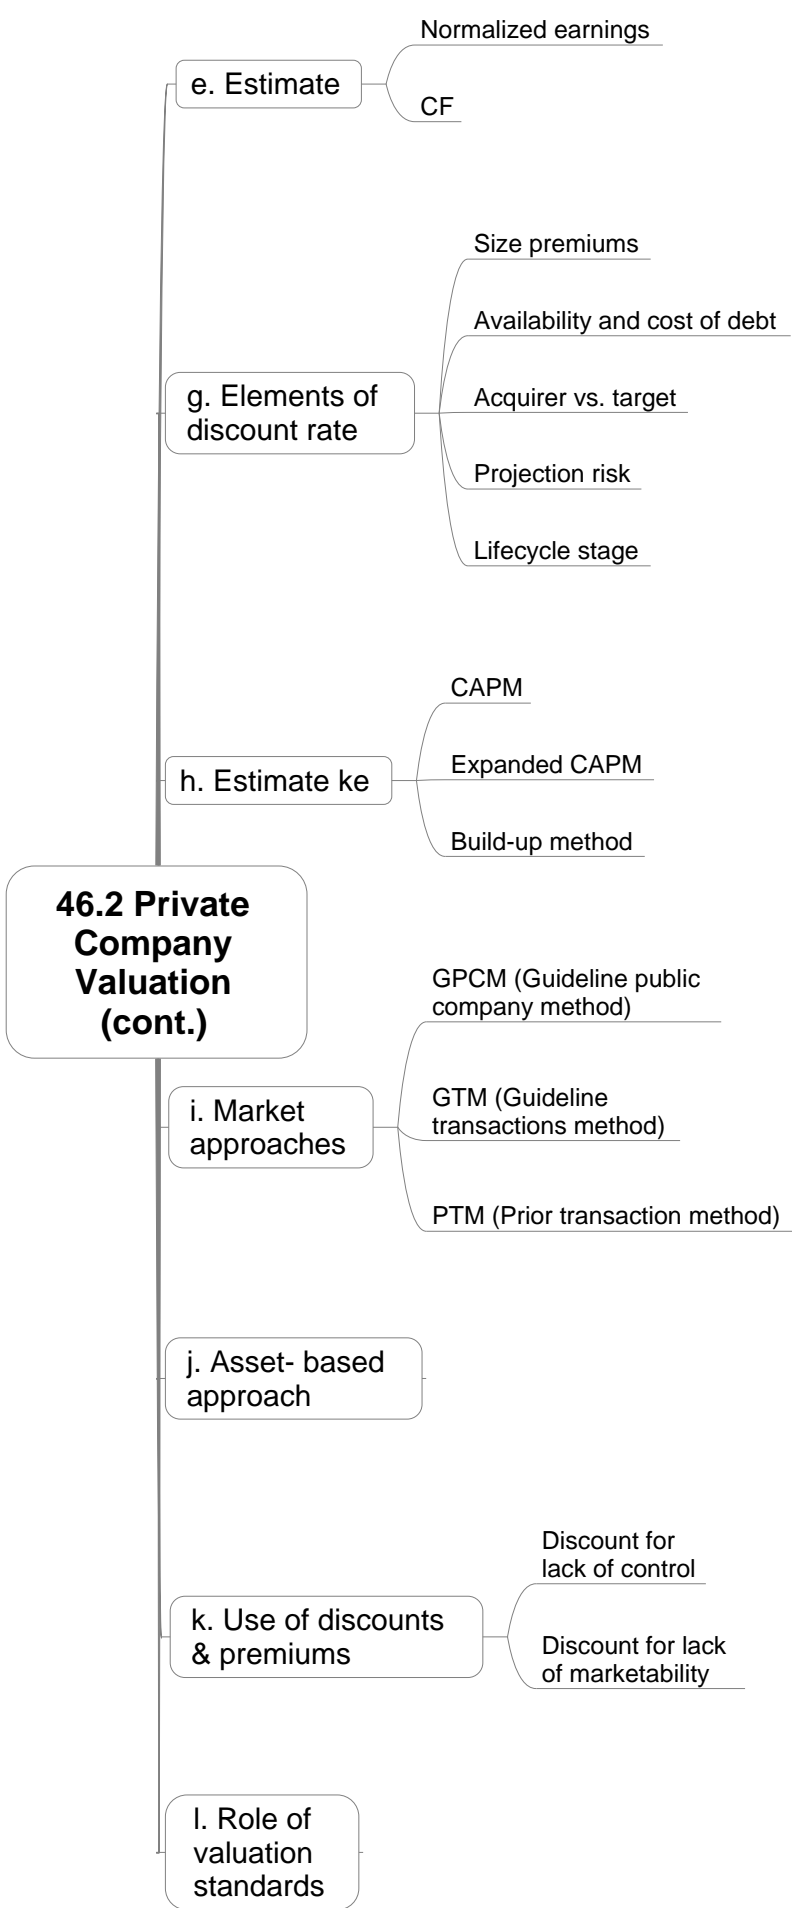 Normalized earnings
e. Estimate
CF
Size premiums
Availability and cost of debt
g. Elements of
discount rate
Acquirer vs. target
Projection risk
Lifecycle stage
CAPM
h. Estimate ke
Expanded CAPM
Build-up method
46.2 Private
Company
Valuation
(cont.)
GPCM (Guideline public
company method)
i. Market
approaches
GTM (Guideline
transactions method)
PTM (Prior transaction method)
j. Asset- based
approach
Discount for
lack of control
k. Use of discounts
& premiums
Discount for lack
of marketability
l. Role of
valuation
standards